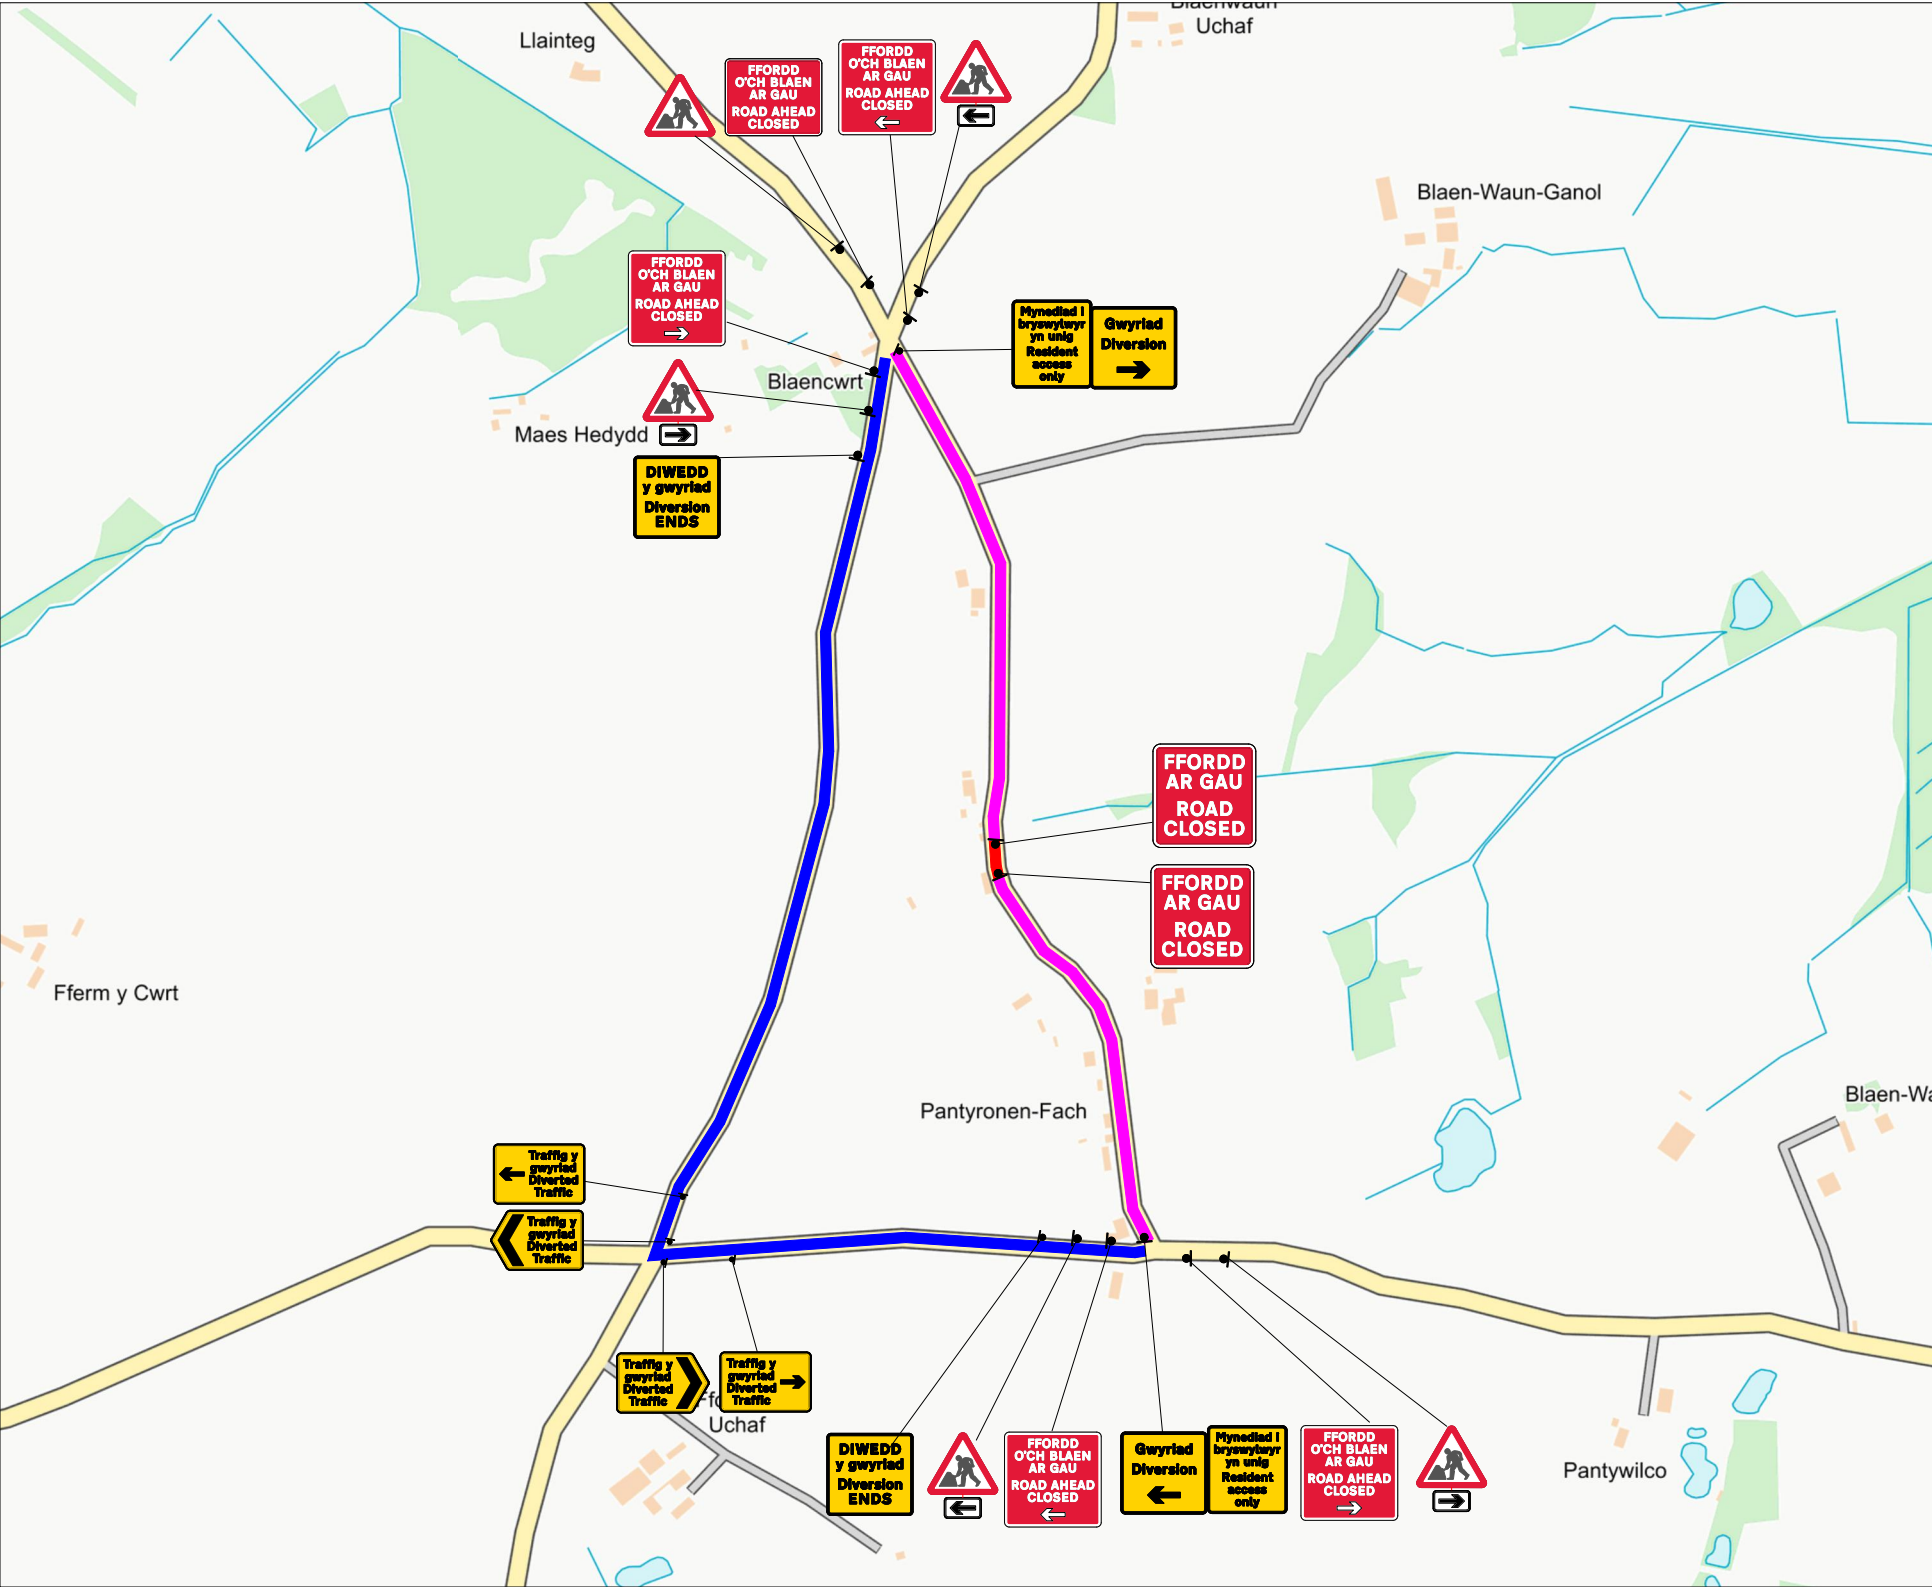 Blaenwaun
Uchaf
Llainteg
FFORDD
O'CH BLAEN
AR GAU
ROAD AHEAD
CLOSED
FFORDD
O'CH BLAEN
AR GAU
ROAD AHEAD
CLOSED
Blaen-Waun-Ganol
FFORDD
O'CH BLAEN
AR GAU
ROAD AHEAD
CLOSED
Mynediad i
bryswylwyr
yn unig
Resident
access
only
Gwyriad
Diversion
Blaencwrt
Maes Hedydd
DIWEDD
y gwyriad
Diversion
ENDS
FFORDD
AR GAU
ROAD
CLOSED
FFORDD
AR GAU
ROAD
CLOSED
Fferm y Cwrt
Pantyronen-Fach
Blaen-Wa
Traffig y
gwyriad
Diverted
Traffic
Traffig y
gwyriad
Diverted
Traffic
Traffig y
gwyriad
Diverted
Traffic
Traffig y
gwyriad
Diverted
Traffic
Uchaf
DIWEDD
y gwyriad
Diversion
ENDS
FFORDD
O'CH BLAEN
AR GAU
ROAD AHEAD
CLOSED
Gwyriad
Diversion
Mynediad i
bryswylwyr
yn unig
Resident
access
only
FFORDD
O'CH BLAEN
AR GAU
ROAD AHEAD
CLOSED
Pantywilco